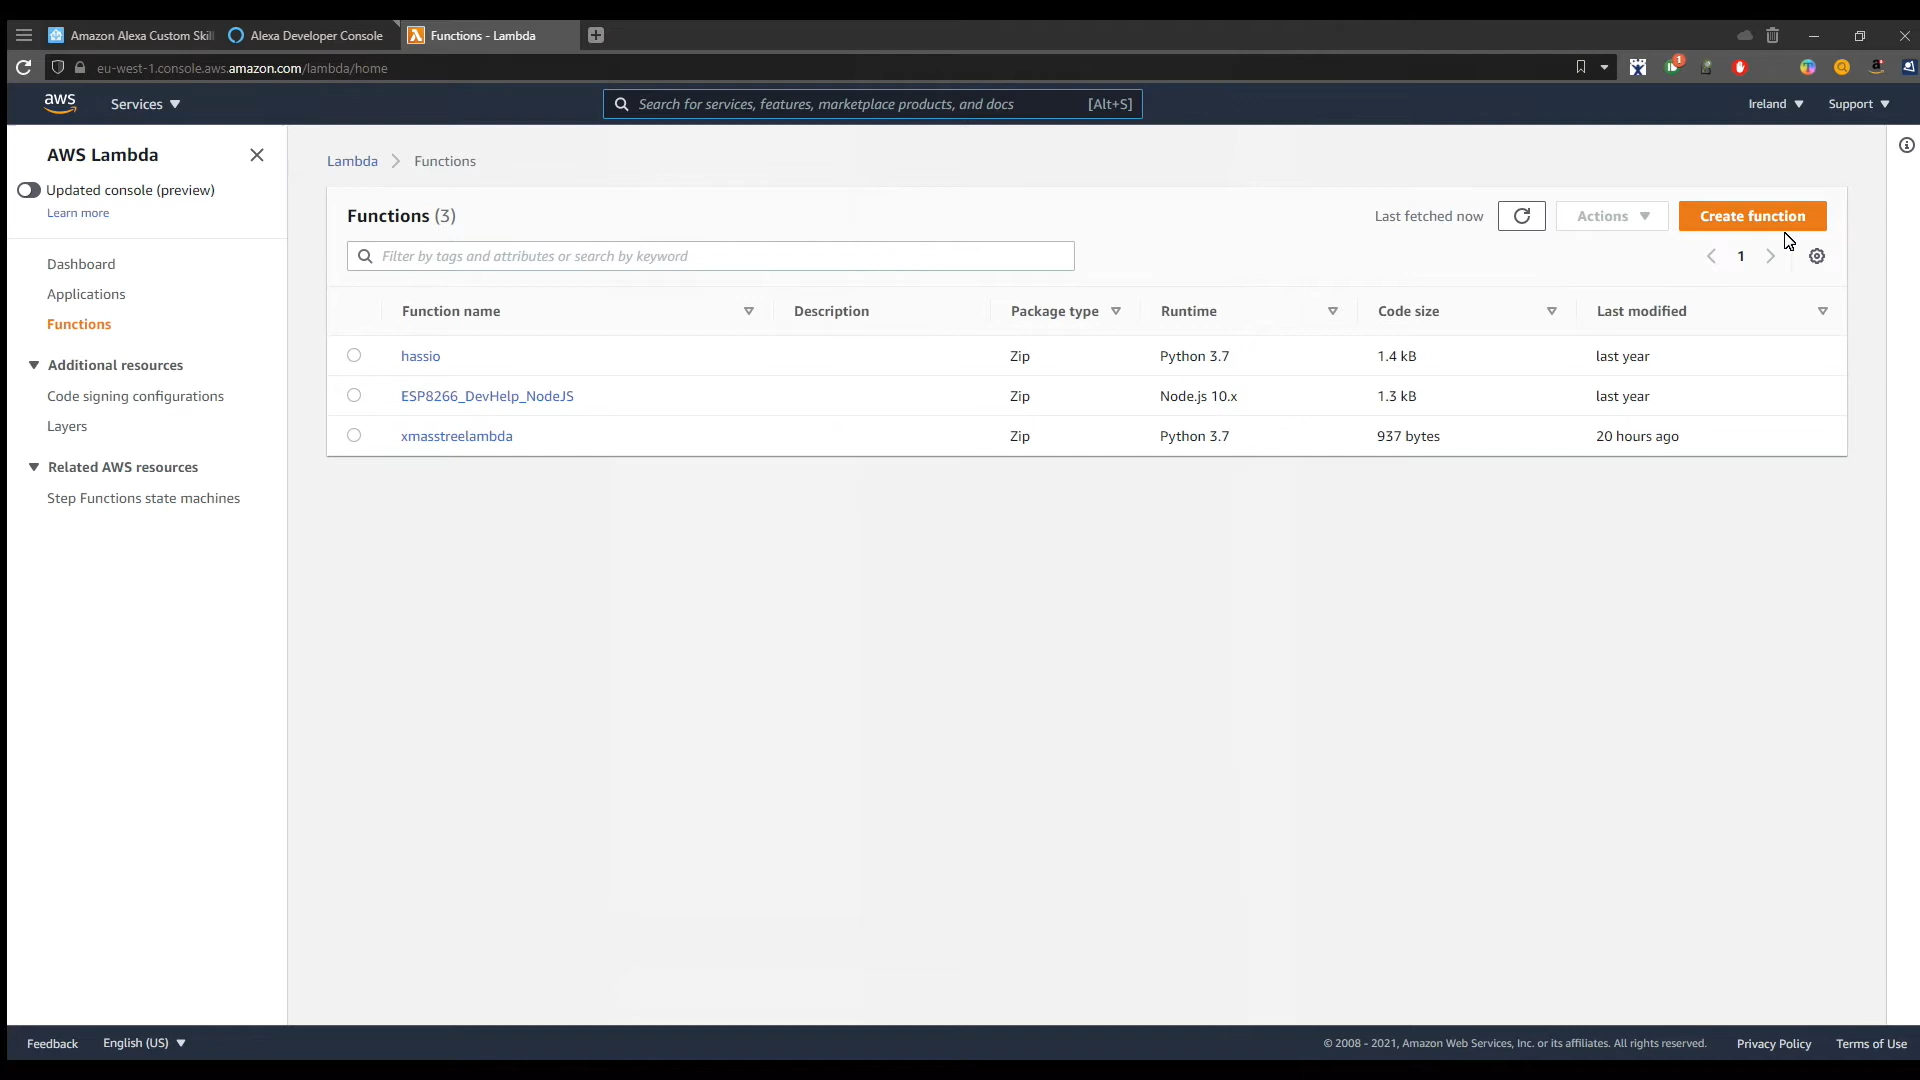 Amazon Alexa Custom Skil
Alexa Developer Console
Functions - Lambda
eu-west-1.console.aws.amazon.com/lambda/home
1
aws
Services
Search for services, features, marketplace products, and docs [Alt+S]
Ireland
Support
AWS Lambda
Updated console (preview)
Learn more
Dashboard
Applications
Functions
Additional resources
Code signing configurations
Layers
Related AWS resources
Step Functions state machines
Lambda
Functions
Functions (3)
Last fetched now
Actions
Create function
Filter by tags and attributes or search by keyword
1
Function name Description Package type Runtime Code size Last modified
hassio Zip Python 3.7 1.4 kB last year
ESP8266_DevHelp_NodeJS Zip Node.js 10.x 1.3 kB last year
xmasstreelambda Zip Python 3.7 937 bytes 20 hours ago
Feedback
English (US)
© 2008 - 2021, Amazon Web Services, Inc. or its affiliates. All rights reserved.
Privacy Policy
Terms of Use